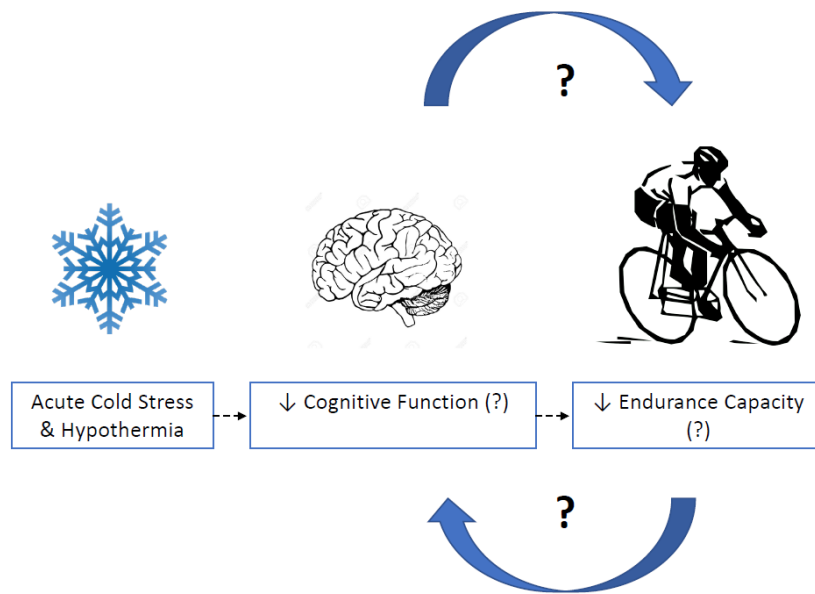 ?
Acute Cold Stress
& Hypothermia
↓ Cognitive Function (?)
↓ Endurance Capacity
(?)
?